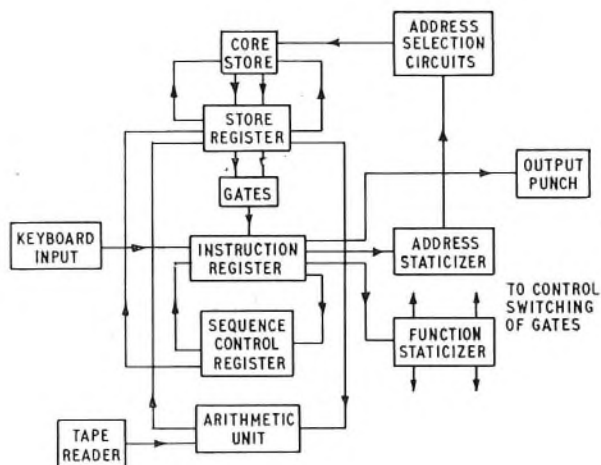 CORE
STORE
ADDRESS
SELECTION
CIRCUITS
STORE
REGISTER
GATES
OUTPUT
PUNCH
KEYBOARD
INPUT
INSTRUCTION
REGISTER
ADDRESS
STATICIZER
SEQUENCE
CONTROL
REGISTER
FUNCTION
STATICIZER
TO CONTROL
SWITCHING
OF GATES
TAPE
READER
ARITHMETIC
UNIT